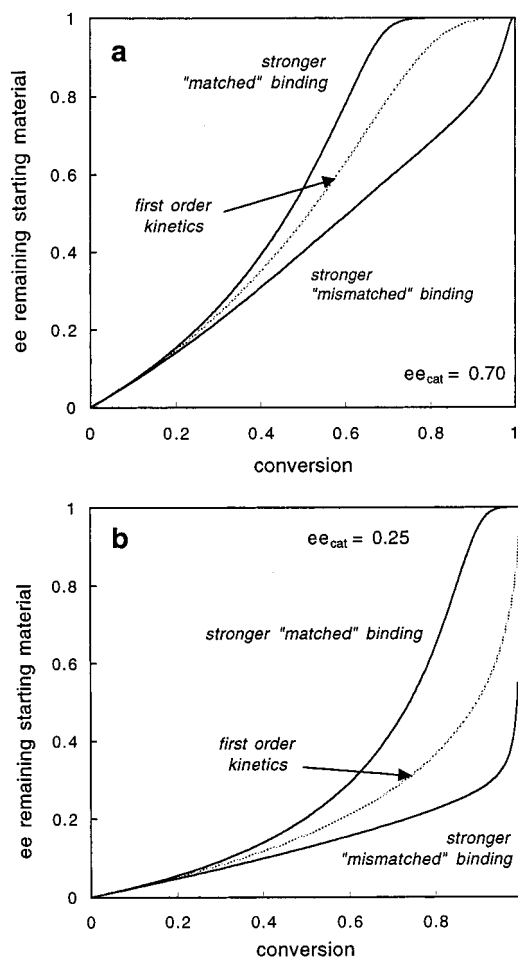 a
stronger
"matched" binding
first order
kinetics
stronger
"mismatched" binding
ee_cat = 0.70
ee remaining starting material
1
0.8
0.6
0.4
0.2
0
0
0.2
0.4
0.6
0.8
1
conversion
b
ee_cat = 0.25
stronger "matched" binding
first order
kinetics
stronger
"mismatched" binding
ee remaining starting material
1
0.8
0.6
0.4
0.2
0
0
0.2
0.4
0.6
0.8
conversion